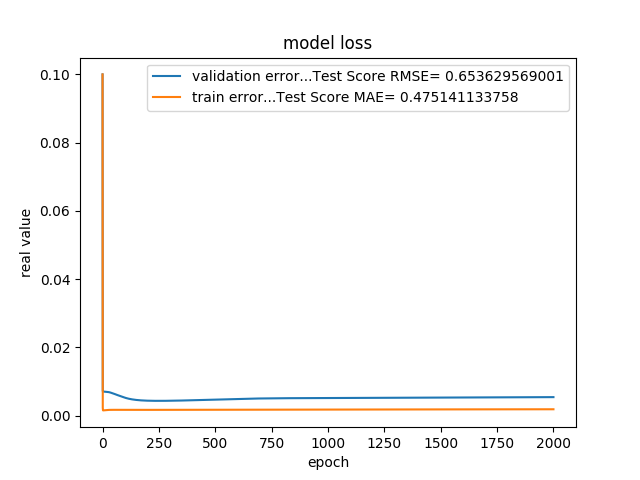 model loss
validation error...Test Score RMSE= 0.653629569001
train error...Test Score MAE= 0.475141133758
real value
0.10
0.08
0.06
0.04
0.02
0.00
0 250 500 750 1000 1250 1500 1750 2000
epoch